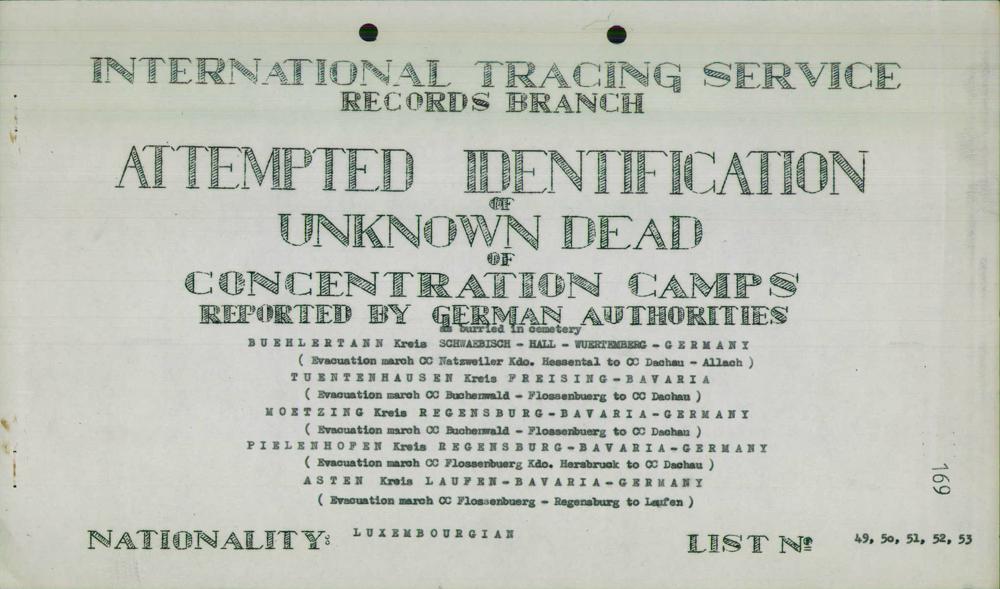 INTERNATIONAL TRACING SERVICE
RECORDS BRANCH
ATTEMPTED IDENTIFICATION
OF
UNKNOWN DEAD
OF
CONCENTRATION CAMPS
REPORTED BY GERMAN AUTHORITIES
as burried in cemetery
BUEHLERTANN Kreis SCHWAEBISCH - HALL - WUERTEMBERG - GERMANY
( Evacuation march CC Natzweiler Kdo. Hessental to CC Dachau - Allach )
TUENTENHAUSEN Kreis FREISING - BAVARIA
( Evacuation march CC Buchenwald - Flossenbuerg to CC Dachau )
MOETZING Kreis REGENSBURG - BAVARIA - GERMANY
( Evacuation march CC Buchenwald - Flossenbuerg to CC Dachau )
PIELENHOFEN Kreis REGENSBURG - BAVARIA - GERMANY
( Evacuation march CC Flossenbuerg Kdo. Hersbruck to CC Dachau )
ASTEN Kreis LAUFEN - BAVARIA - GERMANY
( Evacuation march CC Flossenbuerg - Regensburg to Laufen )
169
NATIONALITY: LUXEMBOURGIAN
LIST Nº 49, 50, 51, 52, 53